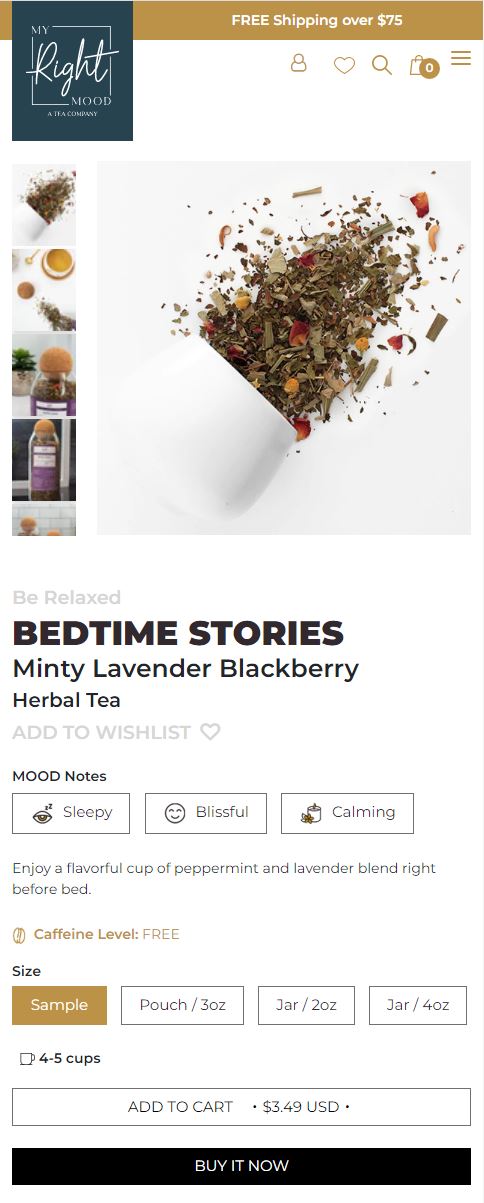 FREE Shipping over $75
MY
Right
MOOD
A TEA COMPANY
0
Be Relaxed
BEDTIME STORIES
Minty Lavender Blackberry
Herbal Tea
ADD TO WISHLIST
MOOD Notes
Sleepy
Blissful
Calming
Enjoy a flavorful cup of peppermint and lavender blend right
before bed.
Caffeine Level: FREE
Size
Sample
Pouch / 3oz
Jar / 2oz
Jar / 4oz
4-5 cups
ADD TO CART • $3.49 USD •
BUY IT NOW